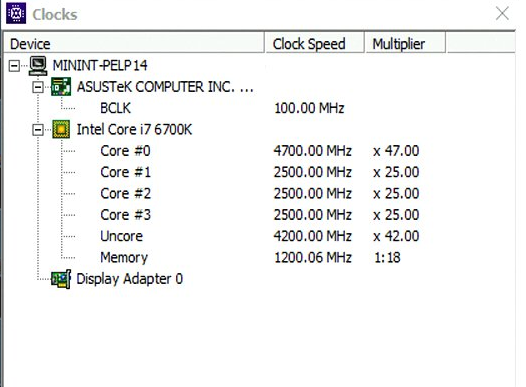 Clocks
Device Clock Speed Multiplier
MININT-PELP14
ASUSTeK COMPUTER INC. ...
BCLK 100.00 MHz
Intel Core i7 6700K
Core #0 4700.00 MHz x 47.00
Core #1 2500.00 MHz x 25.00
Core #2 2500.00 MHz x 25.00
Core #3 2500.00 MHz x 25.00
Uncore 4200.00 MHz x 42.00
Memory 1200.06 MHz 1:18
Display Adapter 0